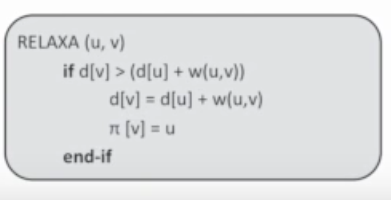 RELAXA (u, v)
if d[v] > (d[u] + w(u,v))
d[v] = d[u] + w(u,v)
π [v] = u
end-if